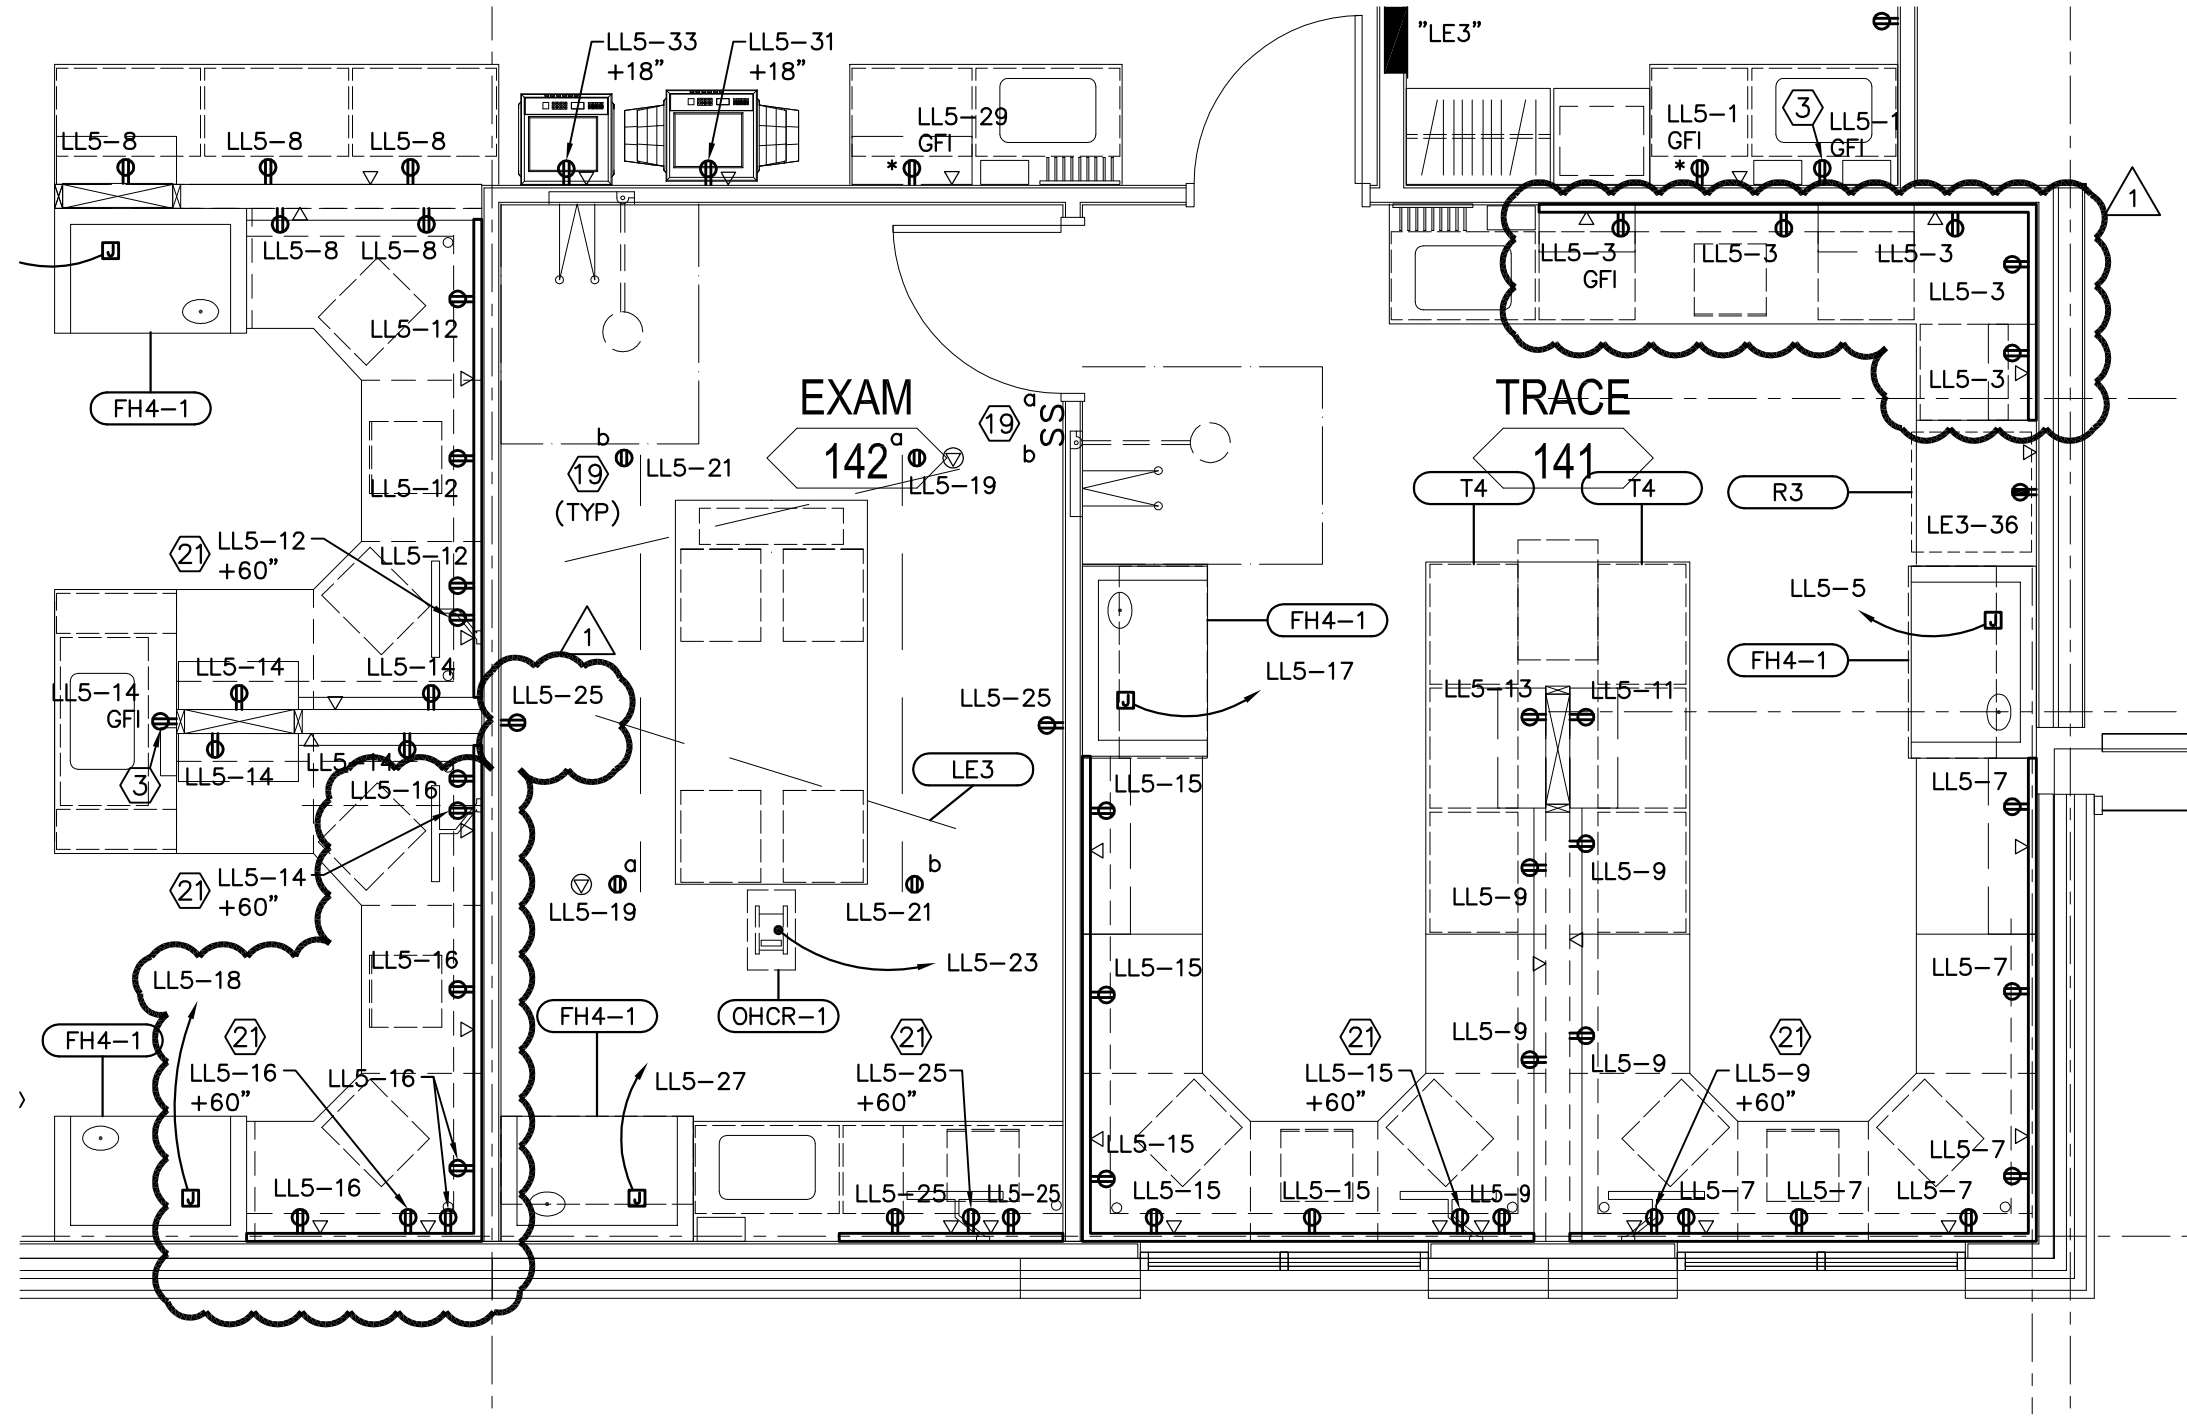 LL5-33
+18"
LL5-31
+18"
"LE3"
LL5-8
LL5-8
LL5-8
* LL5-29
GFI
* LL5-1
GFI
3
LL5-1
GFI
1
J
LL5-8
LL5-8
LL5-3
GFI
LL5-3
LL5-3
LL5-3
LL5-3
LL5-12
FH4-1
EXAM
142
19
a
b
SS
TRACE
141
b
19
(TYP)
LL5-21
a
LL5-19
T4
T4
R3
LE3-36
LL5-12
21
LL5-12
+60"
LL5-12
LL5-5
J
FH4-1
FH4-1
LL5-17
J
1
LL5-14
LL5-14
LL5-14
GFI
3
LL5-25
LL5-25
LL5-13
LL5-11
LL5-14
LL5-14
LL5-16
LE3
LL5-15
LL5-7
21
LL5-14
+60"
a
LL5-19
b
LL5-21
LL5-9
LL5-9
LL5-18
LL5-16
LL5-23
OHCR-1
LL5-15
LL5-7
FH4-1
21
LL5-16
+60"
LL5-16
FH4-1
LL5-27
21
LL5-25
+60"
21
LL5-15
+60"
LL5-9
LL5-9
21
LL5-9
+60"
LL5-15
LL5-7
J
LL5-16
J
LL5-25
LL5-25
LL5-15
LL5-15
LL5-9
LL5-7
LL5-7
LL5-7